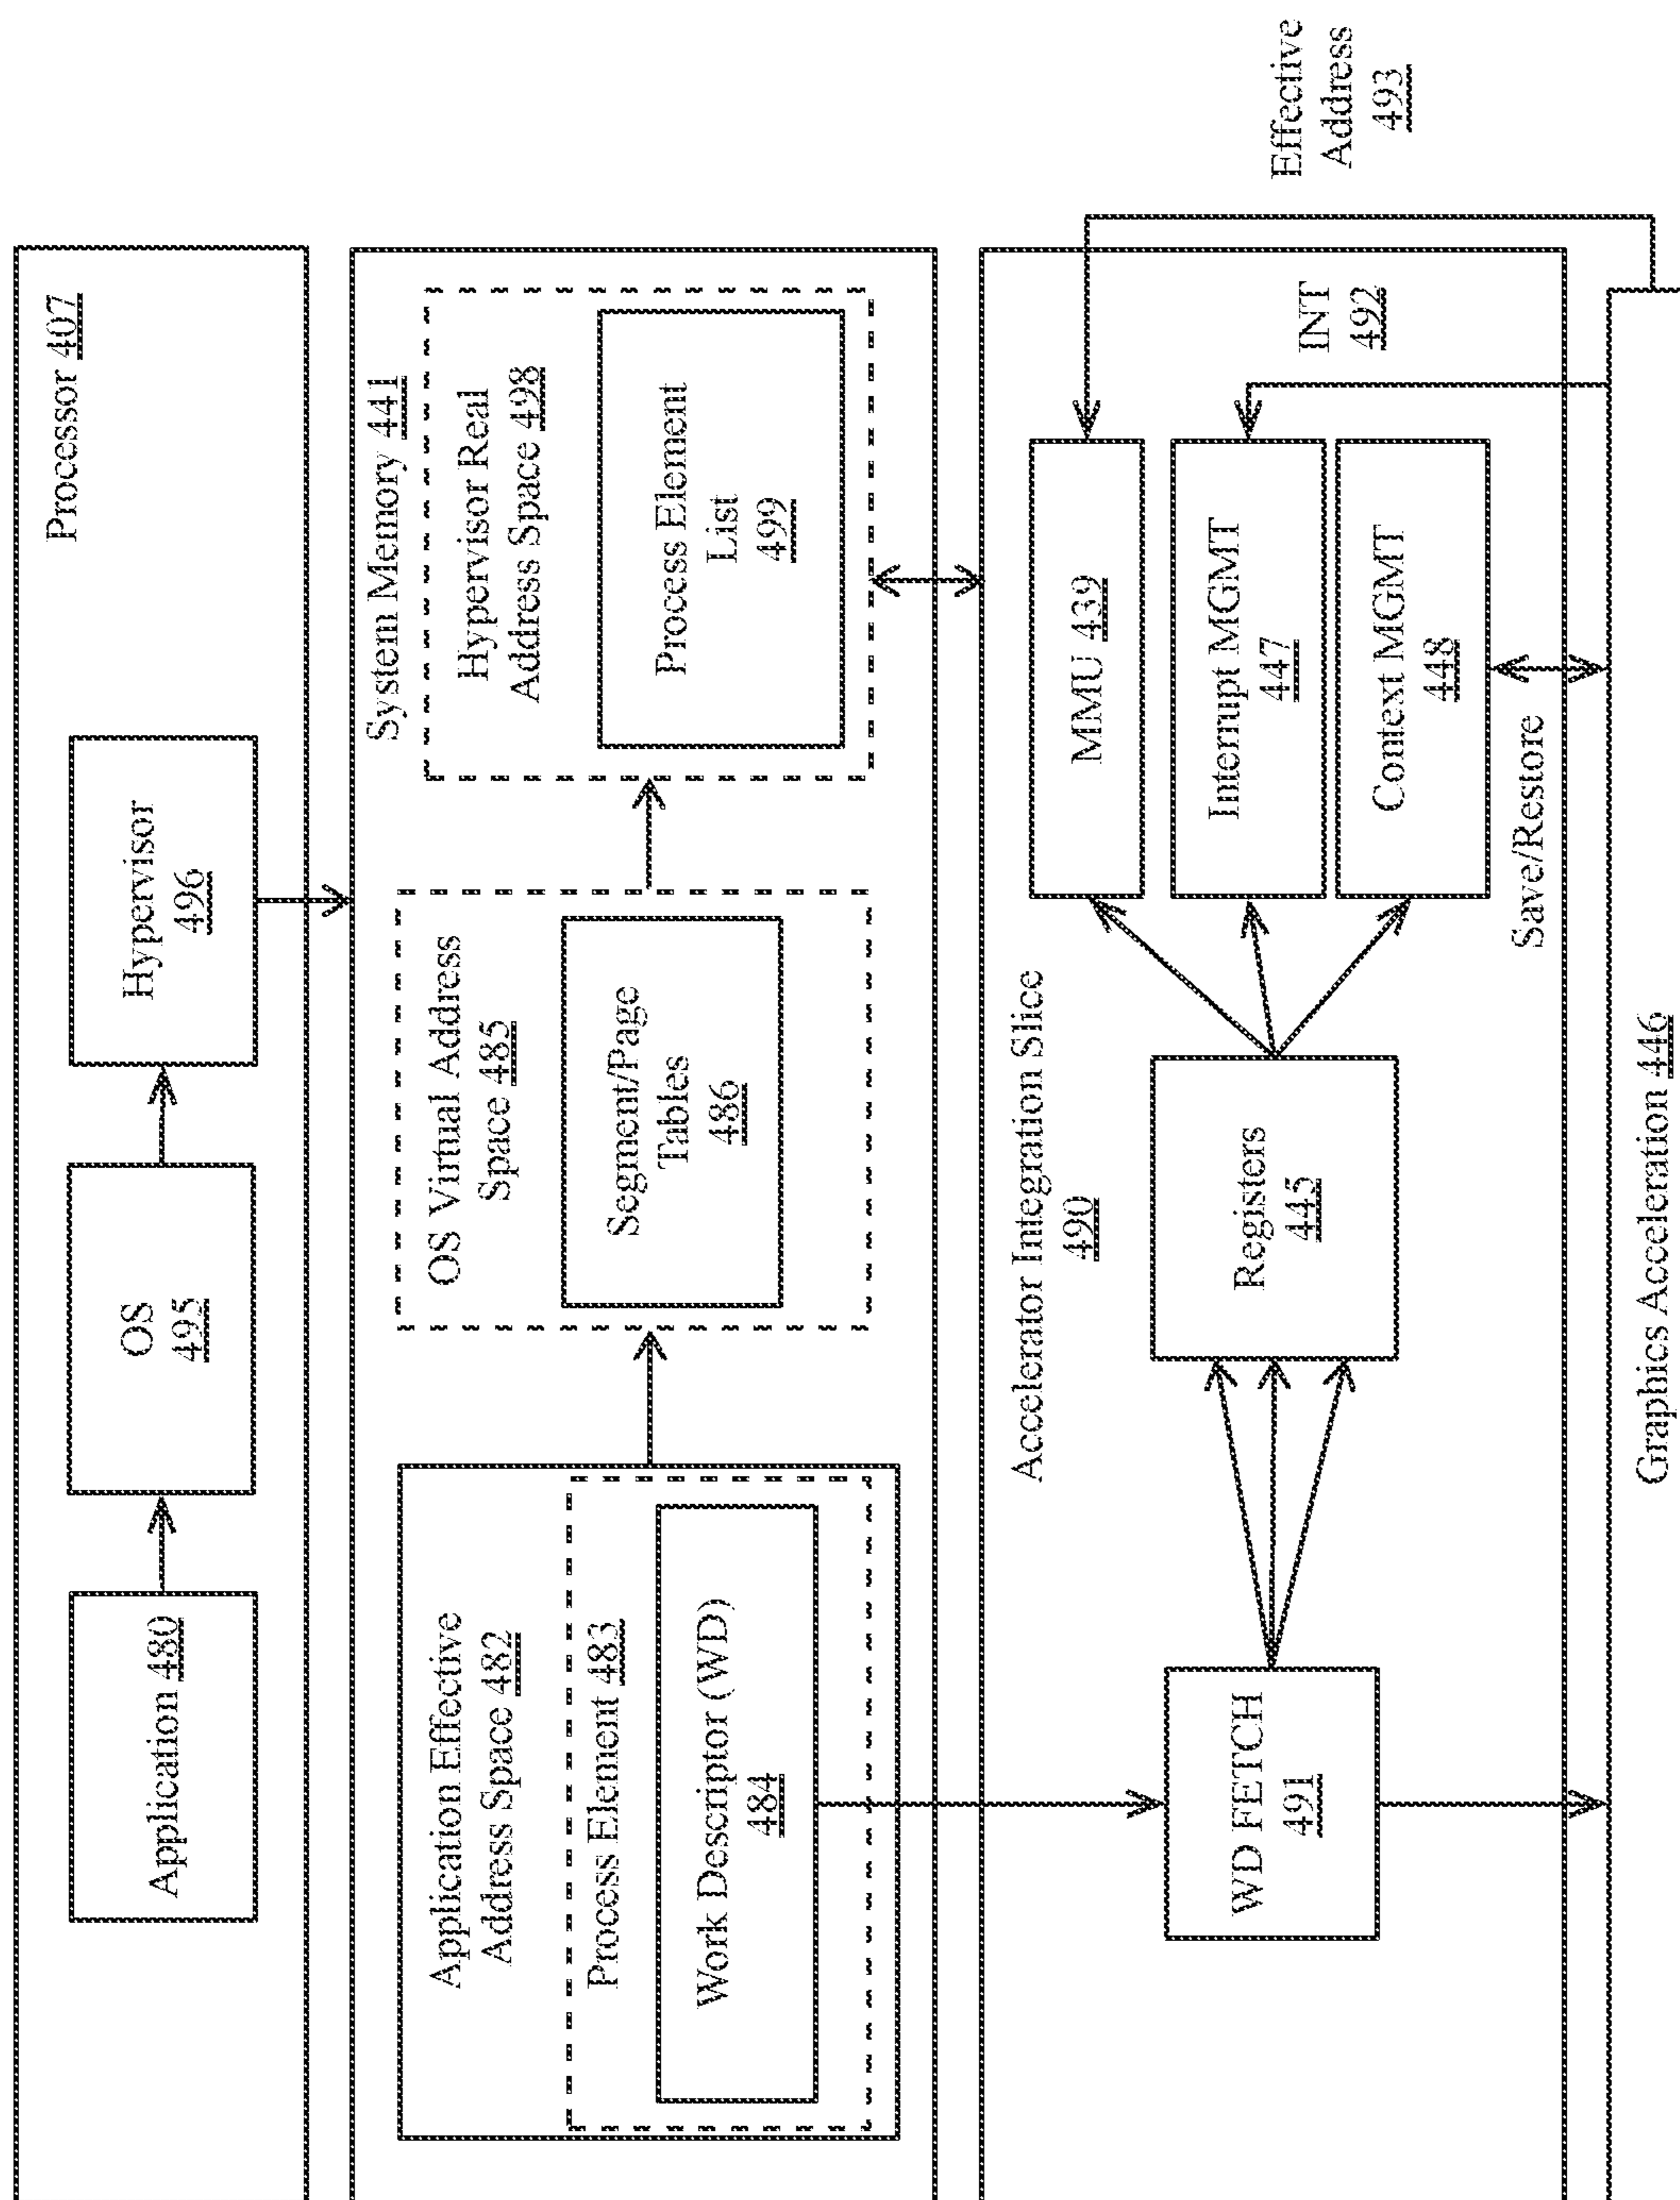 Processor 407
Application 480
OS
495
Hypervisor
496
System Memory 441
Application Effective
Address Space 482
Process Element 483
Work Descriptor (WD)
484
OS Virtual Address
Space 485
Segment/Page
Tables
486
Hypervisor Real
Address Space 498
Process Element
List
499
Accelerator Integration Slice
490
WD FETCH
491
Registers
445
MMU 439
Interrupt MGMT
447
Context MGMT
448
Save/Restore
INT
492
Effective
Address
493
Graphics Acceleration 446